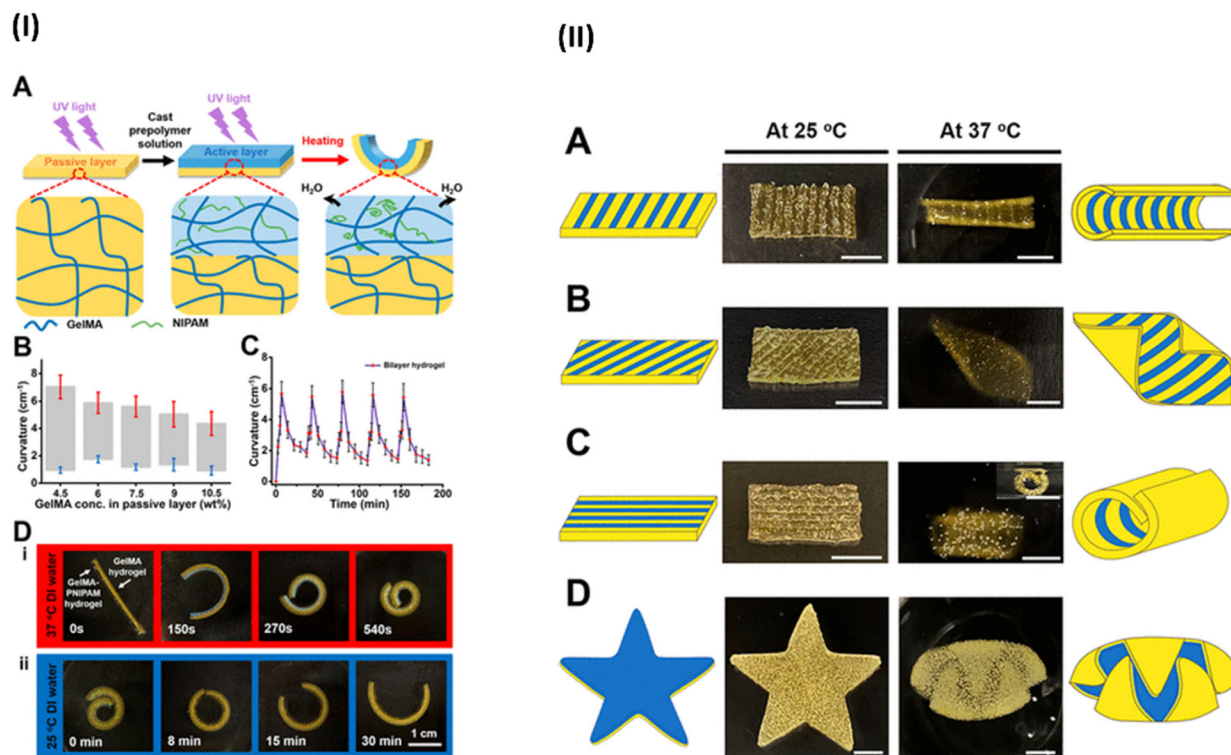 (I)
A
UV light
Cast
prepolymer
solution
UV light
Heating
Passive layer
Active layer
H₂O
H₂O
GelMA
NIPAM
B
Curvature (cm⁻¹)
8
6
4
2
0
4.5 6 7.5 9 10.5
GelMA conc. in passive layer (wt%)
C
Bilayer hydrogel
Curvature (cm⁻¹)
8
6
4
2
0
0 50 100 150 200
Time (min)
D
i
37 °C DI water
GelMA-
PNIPAM
hydrogel
GelMA
hydrogel
0s
150s
270s
540s
ii
25 °C DI water
0 min
8 min
15 min
30 min
1 cm
(II)
At 25 °C
At 37 °C
A
B
C
D